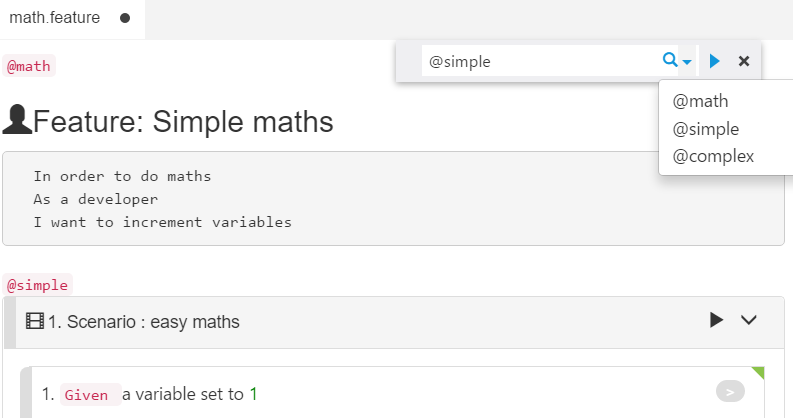 math.feature
@math
@simple
@math
@simple
@complex
Feature: Simple maths
In order to do maths
As a developer
I want to increment variables
@simple
1. Scenario : easy maths
1. Given a variable set to 1
>